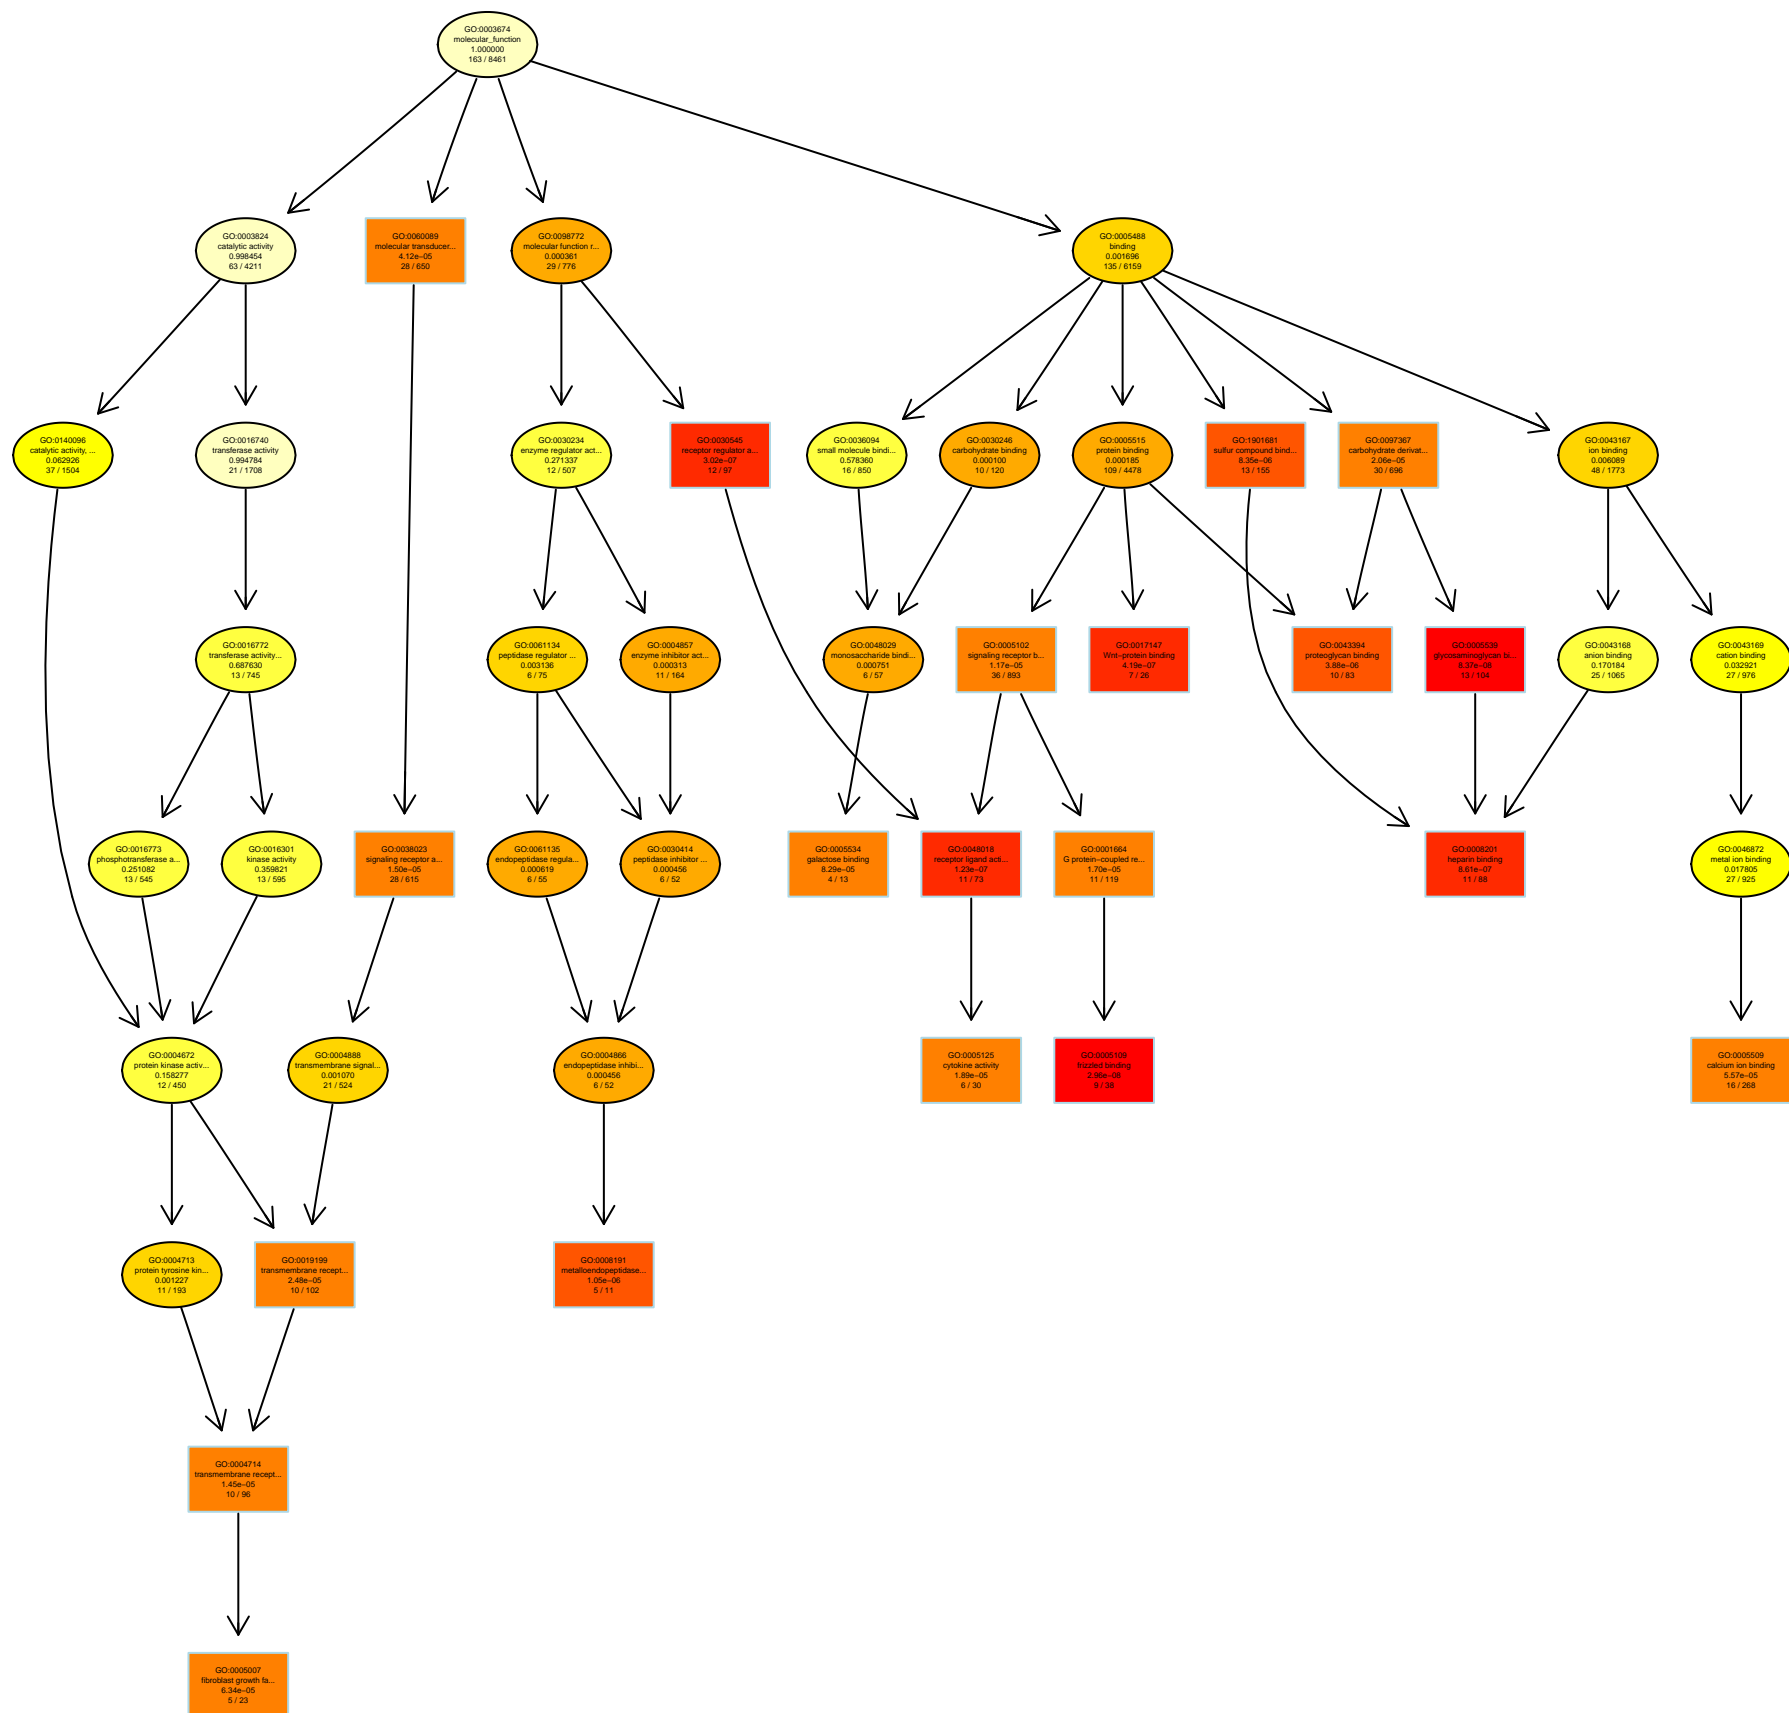 GO:0003674
molecular_function
1.000000
163 / 8461
GO:0003824
catalytic activity
0.998454
63 / 4211
GO:0060089
molecular transducer...
4.12e−05
28 / 650
GO:0098772
molecular function r...
0.000361
29 / 776
GO:0005488
binding
0.001696
135 / 6159
GO:0140096
catalytic activity, ...
0.062926
37 / 1504
GO:0016740
transferase activity
0.994784
21 / 1708
GO:0030234
enzyme regulator act...
0.271337
12 / 507
GO:0030545
receptor regulator a...
3.02e−07
12 / 97
GO:0036094
small molecule bindi...
0.578360
16 / 850
GO:0030246
carbohydrate binding
0.000100
10 / 120
GO:0005515
protein binding
0.000185
109 / 4478
GO:1901681
sulfur compound bind...
8.35e−06
13 / 155
GO:0097367
carbohydrate derivat...
2.06e−05
30 / 696
GO:0043167
ion binding
0.006089
48 / 1773
GO:0016772
transferase activity...
0.687630
13 / 745
GO:0061134
peptidase regulator ...
0.003136
6 / 75
GO:0004857
enzyme inhibitor act...
0.000313
11 / 164
GO:0048029
monosaccharide bindi...
0.000751
6 / 57
GO:0005102
signaling receptor b...
1.17e−05
36 / 893
GO:0017147
Wnt−protein binding
4.19e−07
7 / 26
GO:0043394
proteoglycan binding
3.88e−06
10 / 83
GO:0005539
glycosaminoglycan bi...
8.37e−08
13 / 104
GO:0043168
anion binding
0.170184
25 / 1065
GO:0043169
cation binding
0.032921
27 / 976
GO:0016773
phosphotransferase a...
0.251082
13 / 545
GO:0016301
kinase activity
0.359821
13 / 595
GO:0038023
signaling receptor a...
1.50e−05
28 / 615
GO:0061135
endopeptidase regula...
0.000619
6 / 55
GO:0030414
peptidase inhibitor ...
0.000456
6 / 52
GO:0005534
galactose binding
8.29e−05
4 / 13
GO:0048018
receptor ligand acti...
1.23e−07
11 / 73
GO:0001664
G protein−coupled re...
1.70e−05
11 / 119
GO:0008201
heparin binding
8.61e−07
11 / 88
GO:0046872
metal ion binding
0.017805
27 / 925
GO:0004672
protein kinase activ...
0.158277
12 / 450
GO:0004888
transmembrane signal...
0.001070
21 / 524
GO:0004866
endopeptidase inhibi...
0.000456
6 / 52
GO:0005125
cytokine activity
1.89e−05
6 / 30
GO:0005109
frizzled binding
2.98e−08
9 / 38
GO:0005509
calcium ion binding
5.57e−05
16 / 268
GO:0004713
protein tyrosine kin...
0.001227
11 / 193
GO:0019199
transmembrane recept...
2.48e−05
10 / 102
GO:0008191
metalloendopeptidase...
1.05e−06
5 / 11
GO:0004714
transmembrane recept...
1.45e−05
10 / 96
GO:0005007
fibroblast growth fa...
6.34e−05
5 / 23